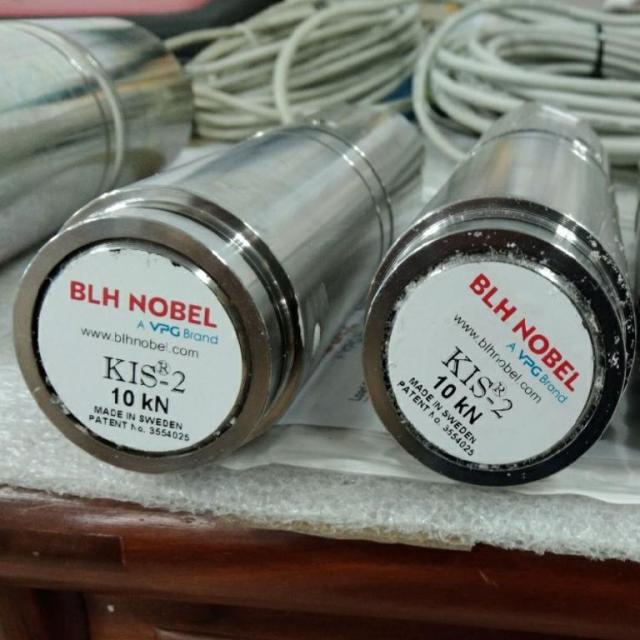 BLH NOBEL
A VPG Brand
www.blhnobel.com
KIS®-2
10 kN
MADE IN SWEDEN
PATENT no. 3554025
BLH NOBEL
A VPG Brand
www.blhnobel.com
KIS®-2
10 kN
MADE IN SWEDEN
PATENT no. 3554025